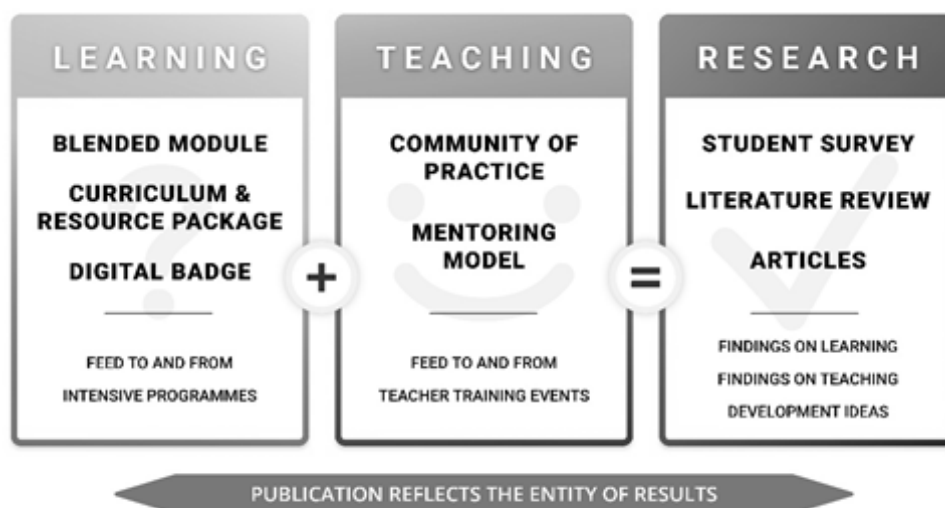 LEARNING
BLENDED MODULE
CURRICULUM &
RESOURCE PACKAGE
DIGITAL BADGE
FEED TO AND FROM
INTENSIVE PROGRAMMES
+
TEACHING
COMMUNITY OF
PRACTICE
MENTORING
MODEL
FEED TO AND FROM
TEACHER TRAINING EVENTS
=
RESEARCH
STUDENT SURVEY
LITERATURE REVIEW
ARTICLES
FINDINGS ON LEARNING
FINDINGS ON TEACHING
DEVELOPMENT IDEAS
PUBLICATION REFLECTS THE ENTITY OF RESULTS